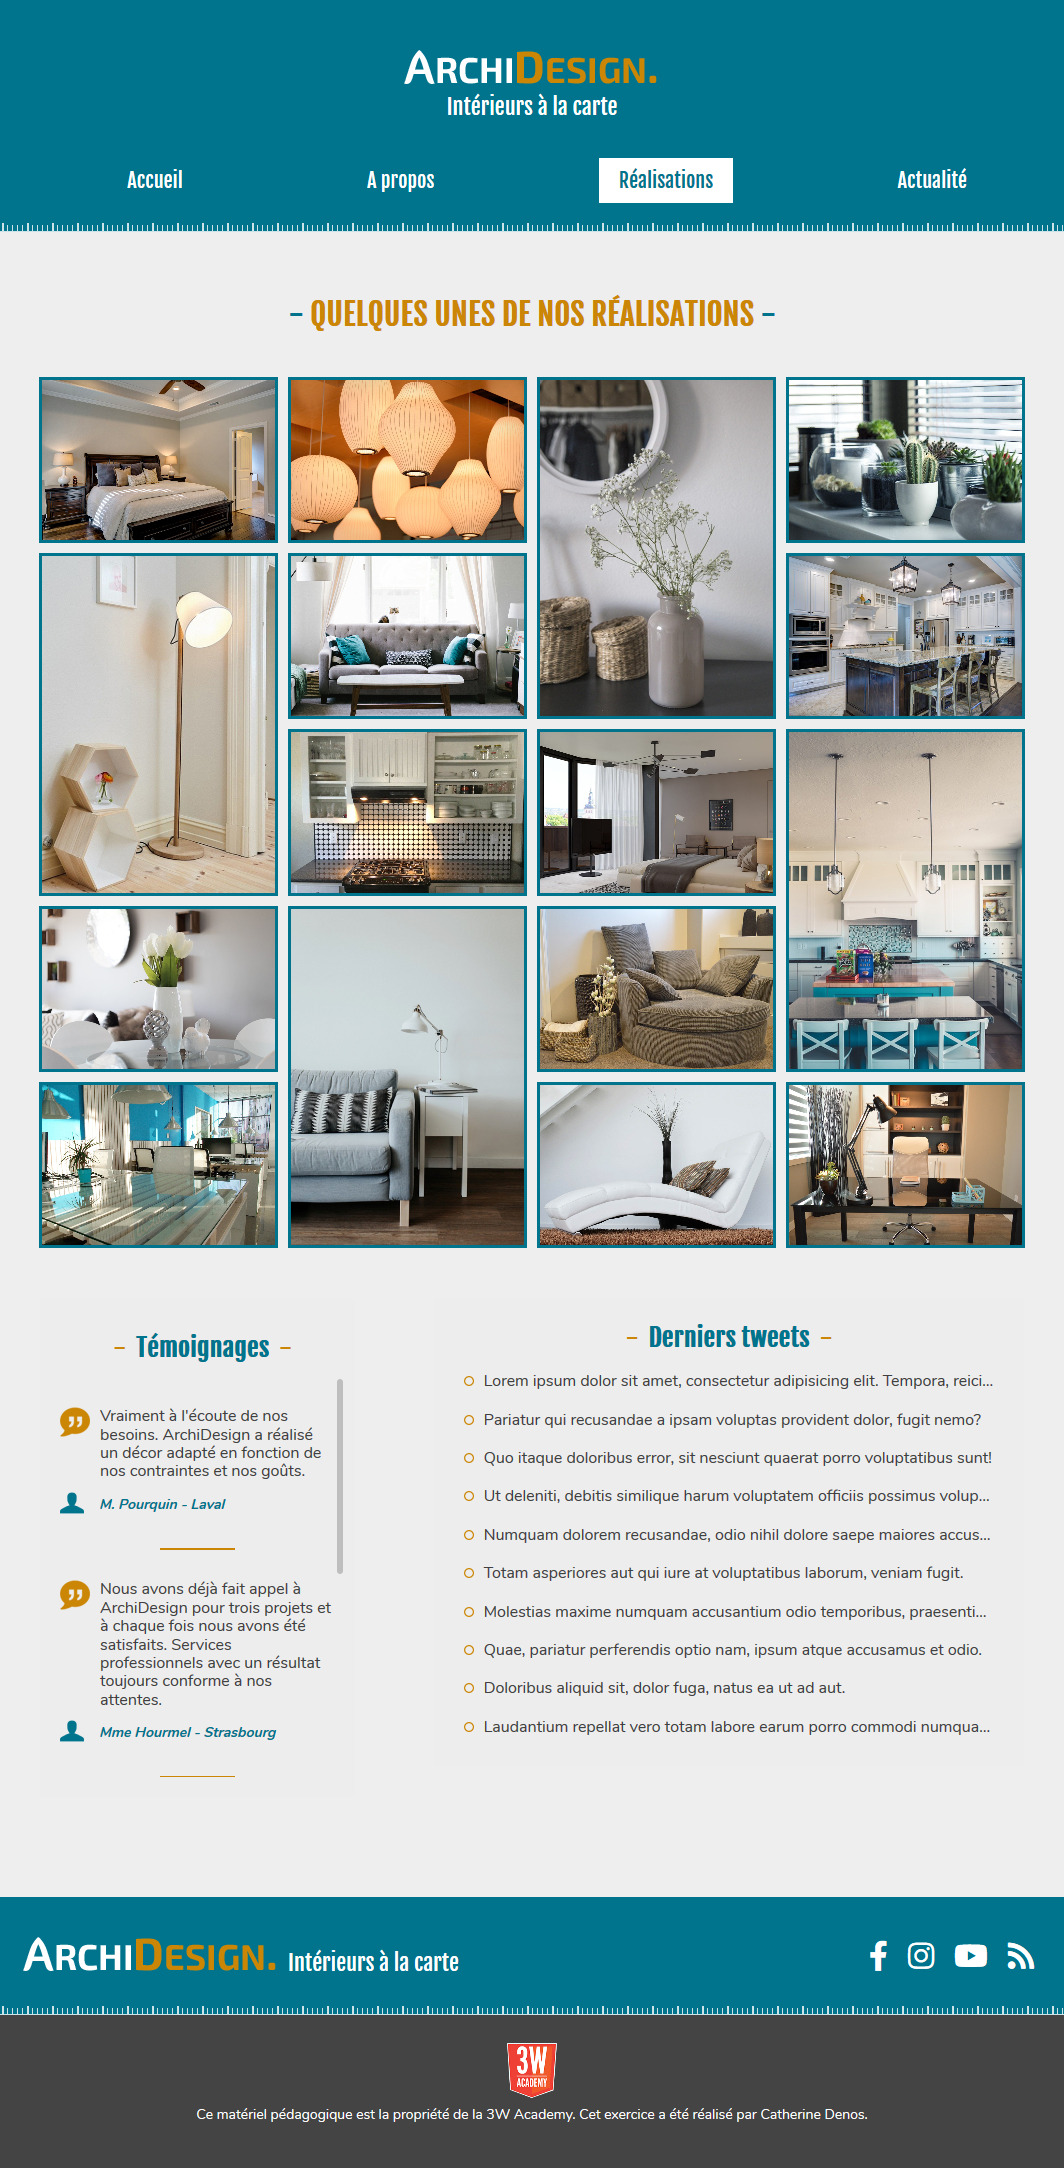 ARCHIDESIGN.
Intérieurs à la carte
Accueil
A propos
Réalisations
Actualité
– QUELQUES UNES DE NOS RÉALISATIONS –
– Témoignages –
Vraiment à l'écoute de nos
besoins. ArchiDesign a réalisé
un décor adapté en fonction de
nos contraintes et nos goûts.
M. Pourquin - Laval
Nous avons déjà fait appel à
ArchiDesign pour trois projets et
à chaque fois nous avons été
satisfaits. Services
professionnels avec un résultat
toujours conforme à nos
attentes.
Mme Hourmel - Strasbourg
– Derniers tweets –
Lorem ipsum dolor sit amet, consectetur adipisicing elit. Tempora, reici...
Pariatur qui recusandae a ipsam voluptas provident dolor, fugit nemo?
Quo itaque doloribus error, sit nesciunt quaerat porro voluptatibus sunt!
Ut deleniti, debitis similique harum voluptatem officiis possimus volup...
Numquam dolorem recusandae, odio nihil dolore saepe maiores accus...
Totam asperiores aut qui iure at voluptatibus laborum, veniam fugit.
Molestias maxime numquam accusantium odio temporibus, praesenti...
Quae, pariatur perferendis optio nam, ipsum atque accusamus et odio.
Doloribus aliquid sit, dolor fuga, natus ea ut ad aut.
Laudantium repellat vero totam labore earum porro commodi numqua...
ARCHIDESIGN. Intérieurs à la carte
3W
ACADEMY
Ce matériel pédagogique est la propriété de la 3W Academy. Cet exercice a été réalisé par Catherine Denos.